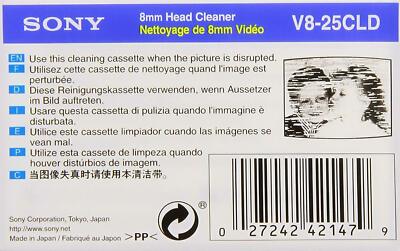 SONY
8mm Head Cleaner
Nettoyage de 8mm Vidéo
V8-25CLD
EN Use this cleaning cassette when the picture is disrupted.
F Utilisez cette cassette de nettoyage quand l'image est
perturbée.
D Diese Reinigungskassette verwenden, wenn Aussetzer
im Bild auftreten.
I Usare questa cassetta di pulizia quando l'immagine è
disturbata.
E Utilice este cassette limpiador cuando las imágenes se
vean mal.
P Utilize esta cassete de limpeza quando
houver distúrbios de imagem.
C 当图像失真时请使用本清洁带。
Sony Corporation, Tokyo, Japan
http://www.sony.net
Made in Japan / Fabriqué au Japon
>PP<
0 27242 42147 9